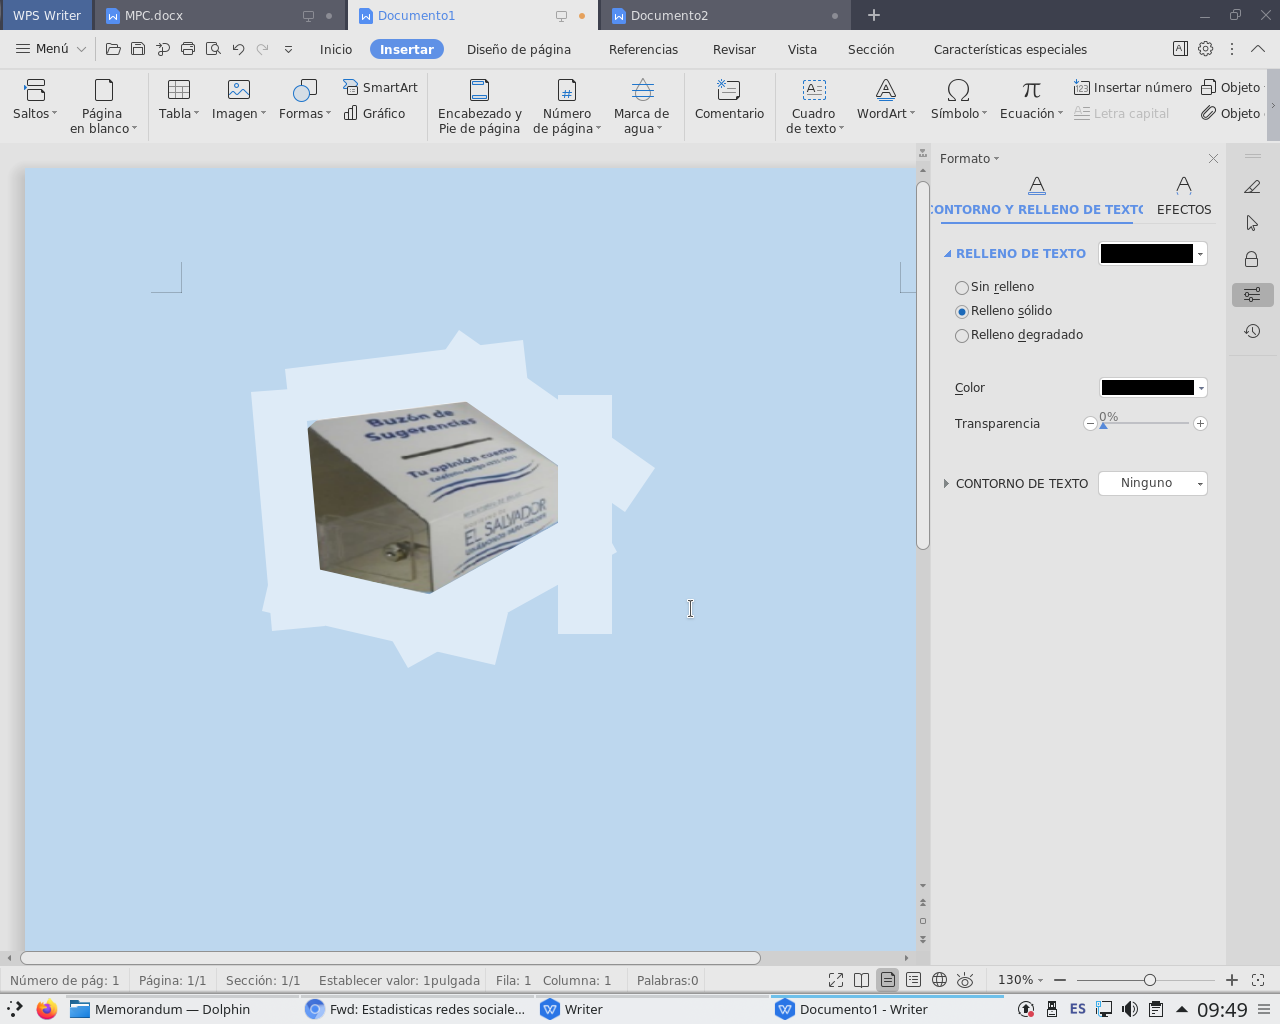 WPS Writer
MPC.docx
Documento1
Documento2
Menú
Inicio
Insertar
Diseño de página
Referencias
Revisar
Vista
Sección
Características especiales
Saltos
Página
en blanco
Tabla
Imagen
Formas
SmartArt
Gráfico
Encabezado y
Pie de página
Número
de página
Marca de
agua
Comentario
Cuadro
de texto
WordArt
Símbolo
Ecuación
Insertar número
Letra capital
Objeto
Objeto
Formato
CONTORNO Y RELLENO DE TEXTO
EFECTOS
RELLENO DE TEXTO
Sin relleno
Relleno sólido
Relleno degradado
Color
Transparencia
0%
CONTORNO DE TEXTO
Ninguno
Buzón de
Sugerencias
Tu opinión cuenta
EL SALVADOR
Número de pág: 1
Página: 1/1
Sección: 1/1
Establecer valor: 1pulgada
Fila: 1
Columna: 1
Palabras:0
130%
Memorandum — Dolphin
Fwd: Estadisticas redes sociale...
Writer
Documento1 - Writer
ES
09:49